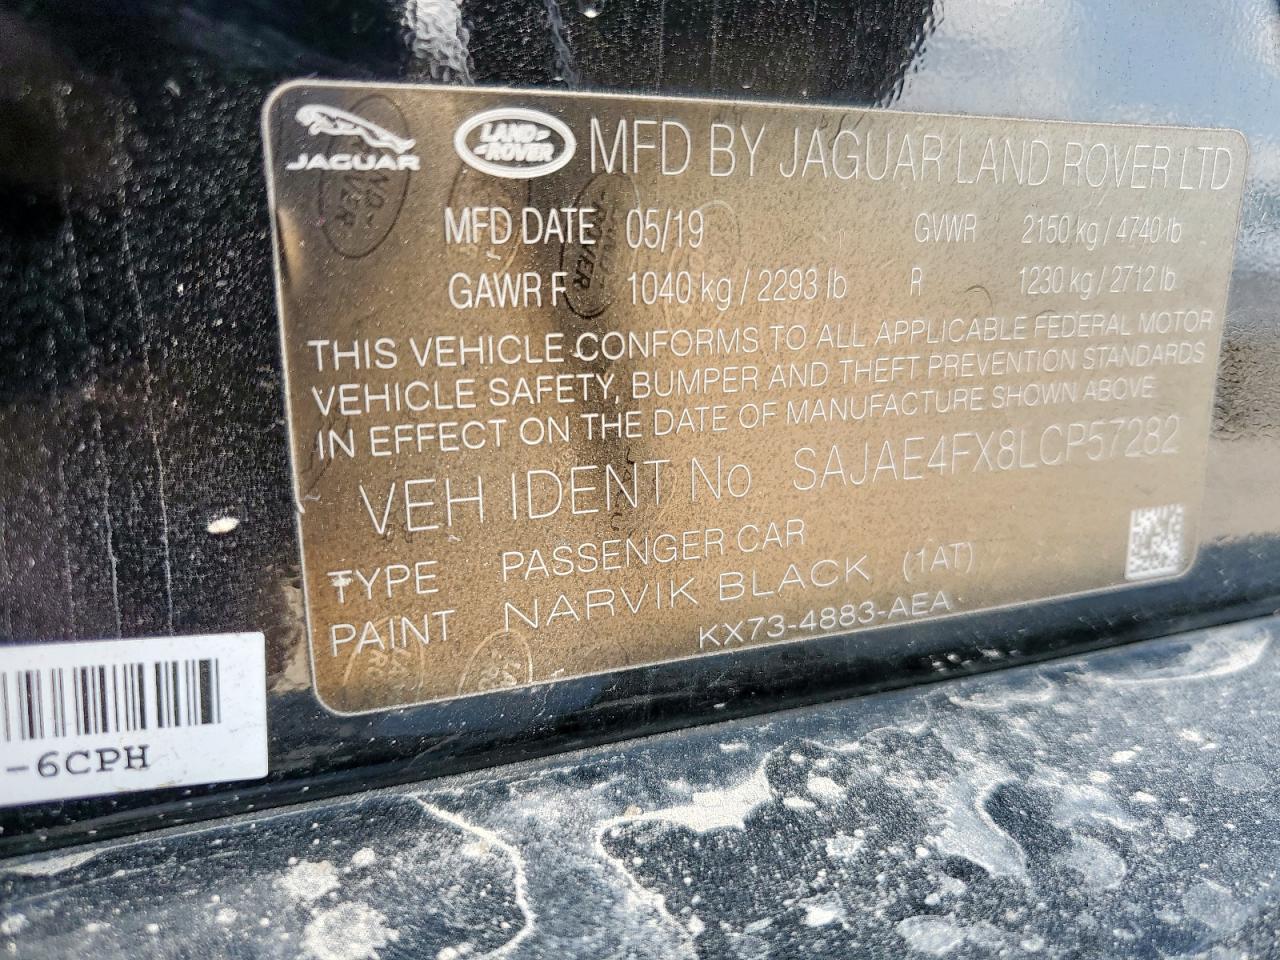 JAGUAR
LAND ROVER
MFD BY JAGUAR LAND ROVER LTD
MFD DATE 05/19 GVWR 2150 kg / 4740 lb
GAWR F 1040 kg / 2293 lb R 1230 kg / 2712 lb
THIS VEHICLE CONFORMS TO ALL APPLICABLE FEDERAL MOTOR
VEHICLE SAFETY, BUMPER AND THEFT PREVENTION STANDARDS
IN EFFECT ON THE DATE OF MANUFACTURE SHOWN ABOVE
VEH IDENT No SAJAE4FX8LCP57282
TYPE PASSENGER CAR
PAINT NARVIK BLACK (1AT)
KX73-4883-AEA
-6CPH